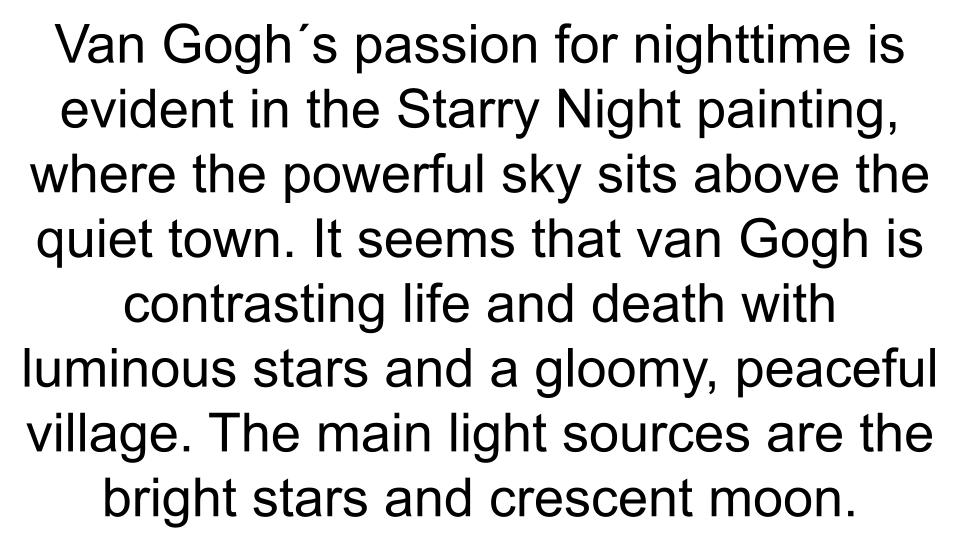 Van Gogh´s passion for nighttime is
evident in the Starry Night painting,
where the powerful sky sits above the
quiet town. It seems that van Gogh is
contrasting life and death with
luminous stars and a gloomy, peaceful
village. The main light sources are the
bright stars and crescent moon.